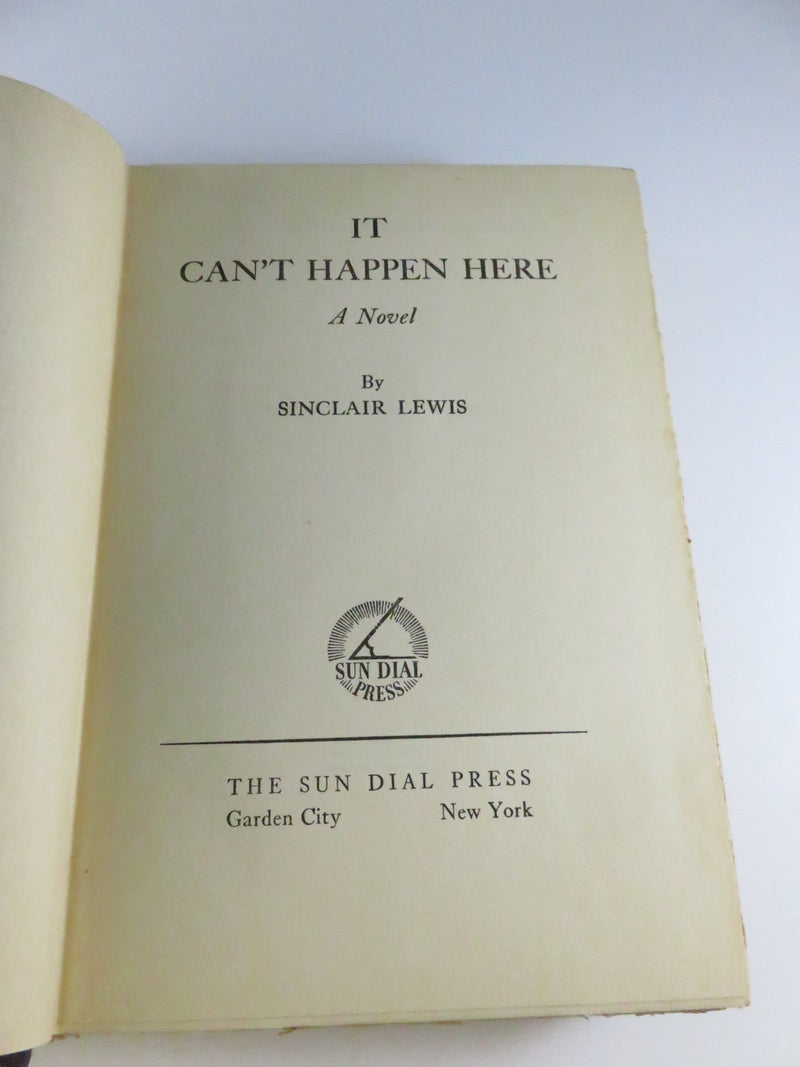 IT
CAN'T HAPPEN HERE
A Novel
By
SINCLAIR LEWIS
SUN DIAL
PRESS
THE SUN DIAL PRESS
Garden City New York